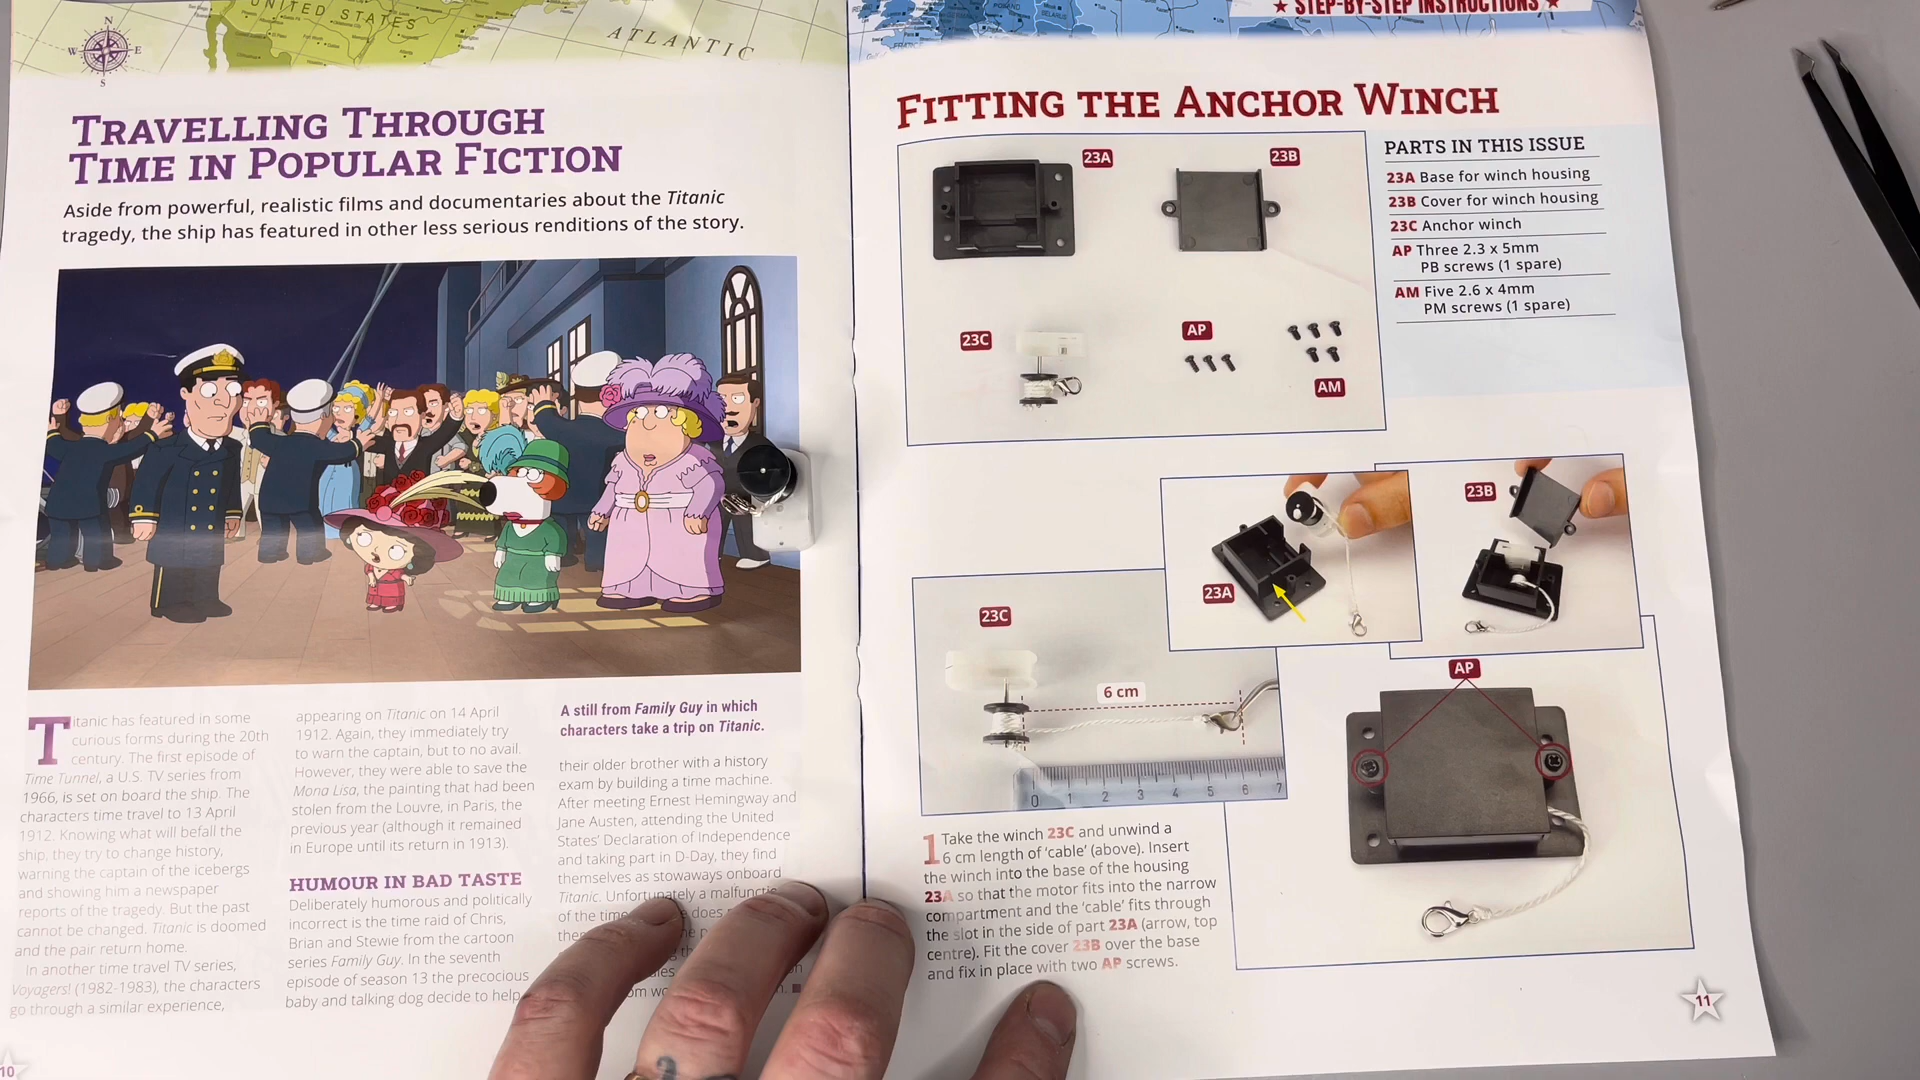 UNITED STATES
ATLANTIC
N
W
E
S
TRAVELLING THROUGH
TIME IN POPULAR FICTION
Aside from powerful, realistic films and documentaries about the Titanic
tragedy, the ship has featured in other less serious renditions of the story.
Titanic has featured in some
curious forms during the 20th
century. The first episode of
Time Tunnel, a U.S. TV series from
1966, is set on board the ship. The
characters time travel to 13 April
1912. Knowing what will befall the
ship, they try to change history,
warning the captain of the icebergs
and showing him a newspaper
reports of the tragedy. But the past
cannot be changed. Titanic is doomed
and the pair return home.
In another time travel TV series,
Voyagers! (1982-1983), the characters
go through a similar experience,
appearing on Titanic on 14 April
1912. Again, they immediately try
to warn the captain, but to no avail.
However, they were able to save the
Mona Lisa, the painting that had been
stolen from the Louvre, in Paris, the
previous year (although it remained
in Europe until its return in 1913).
HUMOUR IN BAD TASTE
Deliberately humorous and politically
incorrect is the time raid of Chris,
Brian and Stewie from the cartoon
series Family Guy. In the seventh
episode of season 13 the precocious
baby and talking dog decide to help
A still from Family Guy in which
characters take a trip on Titanic.
their older brother with a history
exam by building a time machine.
After meeting Ernest Hemingway and
Jane Austen, attending the United
States' Declaration of Independence
and taking part in D-Day, they find
themselves as stowaways onboard
Titanic. Unfortunately a malfunc
of the time does
10
★ STEP-BY-STEP INSTRUCTIONS ★
FITTING THE ANCHOR WINCH
23A
23B
23C
AP
AM
PARTS IN THIS ISSUE
23A Base for winch housing
23B Cover for winch housing
23C Anchor winch
AP Three 2.3 x 5mm
PB screws (1 spare)
AM Five 2.6 x 4mm
PM screws (1 spare)
23A
23B
23C
6 cm
0 1 2 3 4 5 6 7
AP
1 Take the winch 23C and unwind a
6 cm length of 'cable' (above). Insert
the winch into the base of the housing
23A so that the motor fits into the narrow
compartment and the 'cable' fits through
the slot in the side of part 23A (arrow, top
centre). Fit the cover 23B over the base
and fix in place with two AP screws.
11